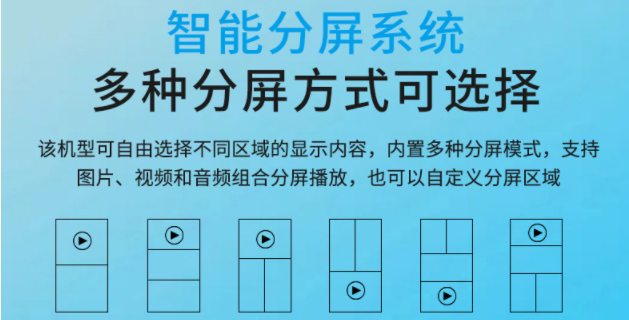 智能分屏系统
多种分屏方式可选择
该机型可自由选择不同区域的显示内容，内置多种分屏模式，支持
图片、视频和音频组合分屏播放，也可以自定义分屏区域